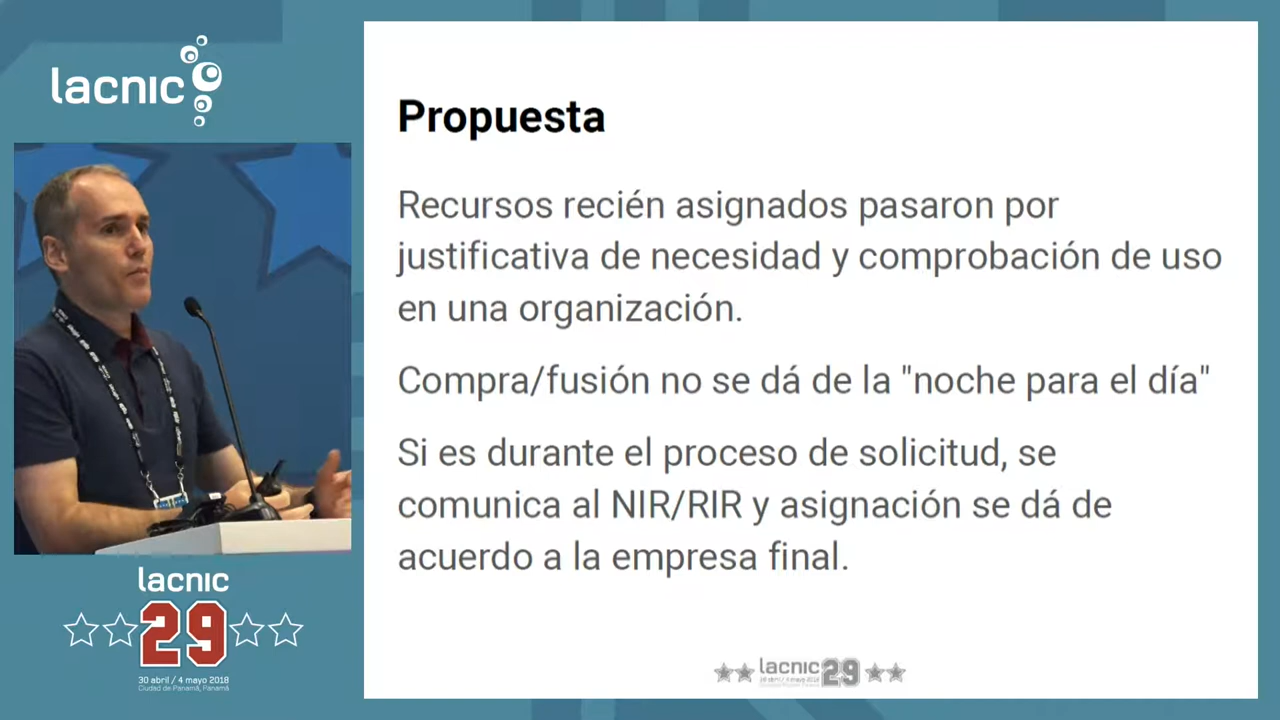 lacnic
Propuesta
Recursos recién asignados pasaron por
justificativa de necesidad y comprobación de uso
en una organización.
Compra/fusión no se dá de la "noche para el día"
Si es durante el proceso de solicitud, se
comunica al NIR/RIR y asignación se dá de
acuerdo a la empresa final.
lacnic
29
30 abril / 4 mayo 2018
Ciudad de Panamá, Panamá
lacnic 29